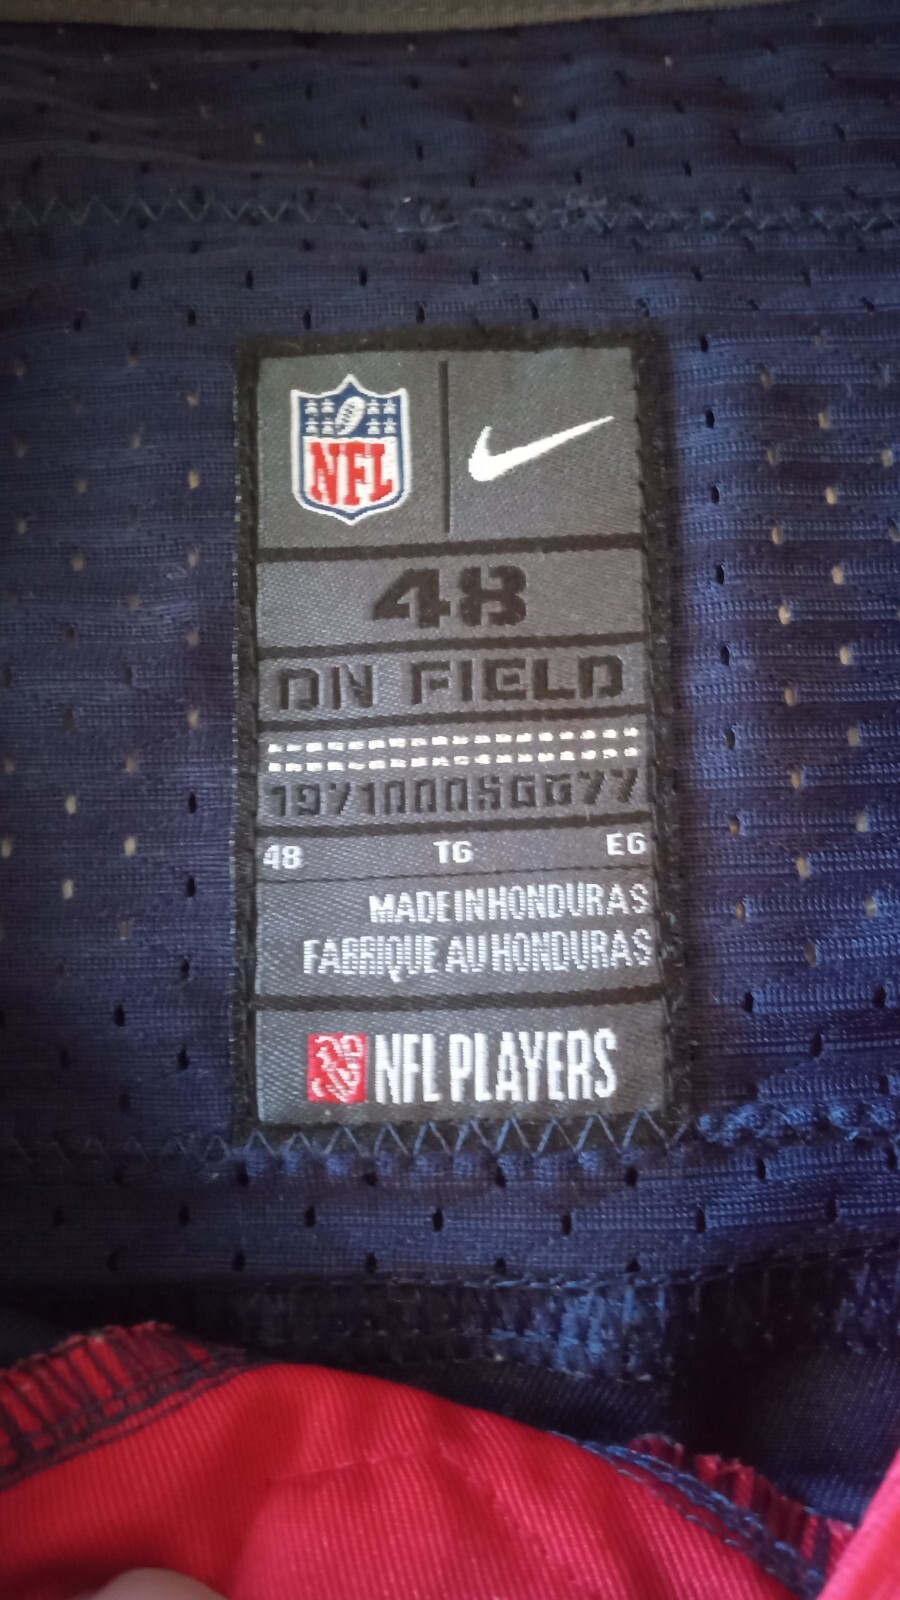 NFL
48
ON FIELD
48 TG EG
MADE IN HONDURAS
FABRIQUE AU HONDURAS
NFL PLAYERS